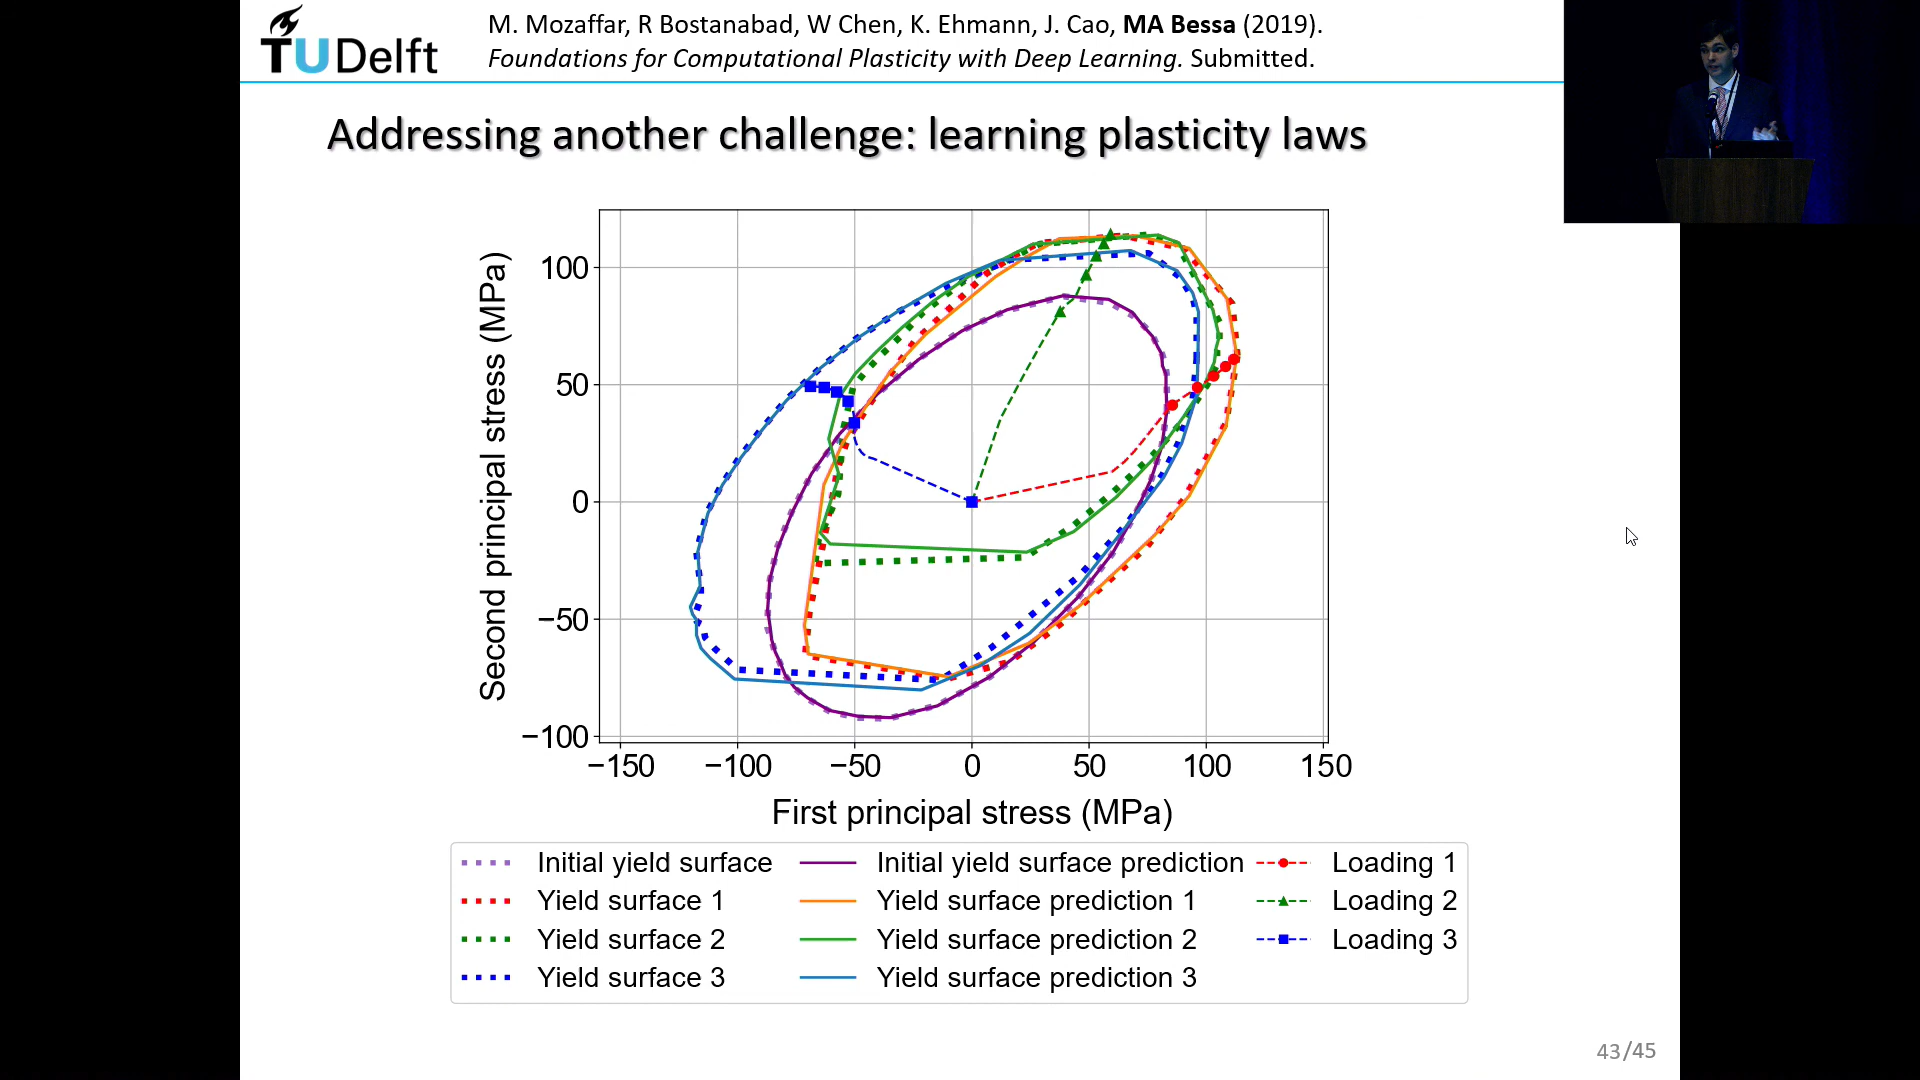 TUDelft
M. Mozaffar, R Bostanabad, W Chen, K. Ehmann, J. Cao, MA Bessa (2019).
Foundations for Computational Plasticity with Deep Learning. Submitted.
Addressing another challenge: learning plasticity laws
Second principal stress (MPa)
100
50
0
−50
−100
−150 −100 −50 0 50 100 150
First principal stress (MPa)
Initial yield surface Initial yield surface prediction Loading 1
Yield surface 1 Yield surface prediction 1 Loading 2
Yield surface 2 Yield surface prediction 2 Loading 3
Yield surface 3 Yield surface prediction 3
43/45